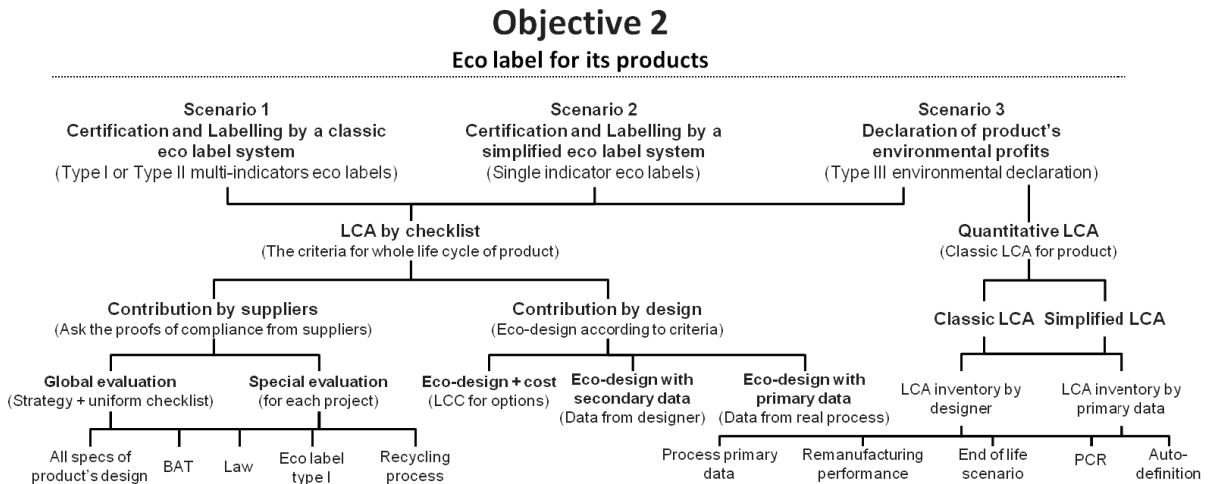 Objective 2
Eco label for its products
Scenario 1
Certification and Labelling by a classic
eco label system
(Type I or Type II multi-indicators eco labels)
Scenario 2
Certification and Labelling by a
simplified eco label system
(Single indicator eco labels)
Scenario 3
Declaration of product's
environmental profits
(Type III environmental declaration)
LCA by checklist
(The criteria for whole life cycle of product)
Quantitative LCA
(Classic LCA for product)
Contribution by suppliers
(Ask the proofs of compliance from suppliers)
Contribution by design
(Eco-design according to criteria)
Classic LCA
Simplified LCA
Global evaluation
(Strategy + uniform checklist)
Special evaluation
(for each project)
Eco-design + cost
(LCC for options)
Eco-design with
secondary data
(Data from designer)
Eco-design with
primary data
(Data from real process)
LCA inventory by
designer
LCA inventory by
primary data
All specs of
product's design
BAT
Law
Eco label
type I
Recycling
process
Process primary
data
Remanufacturing
performance
End of life
scenario
PCR
Auto-
definition